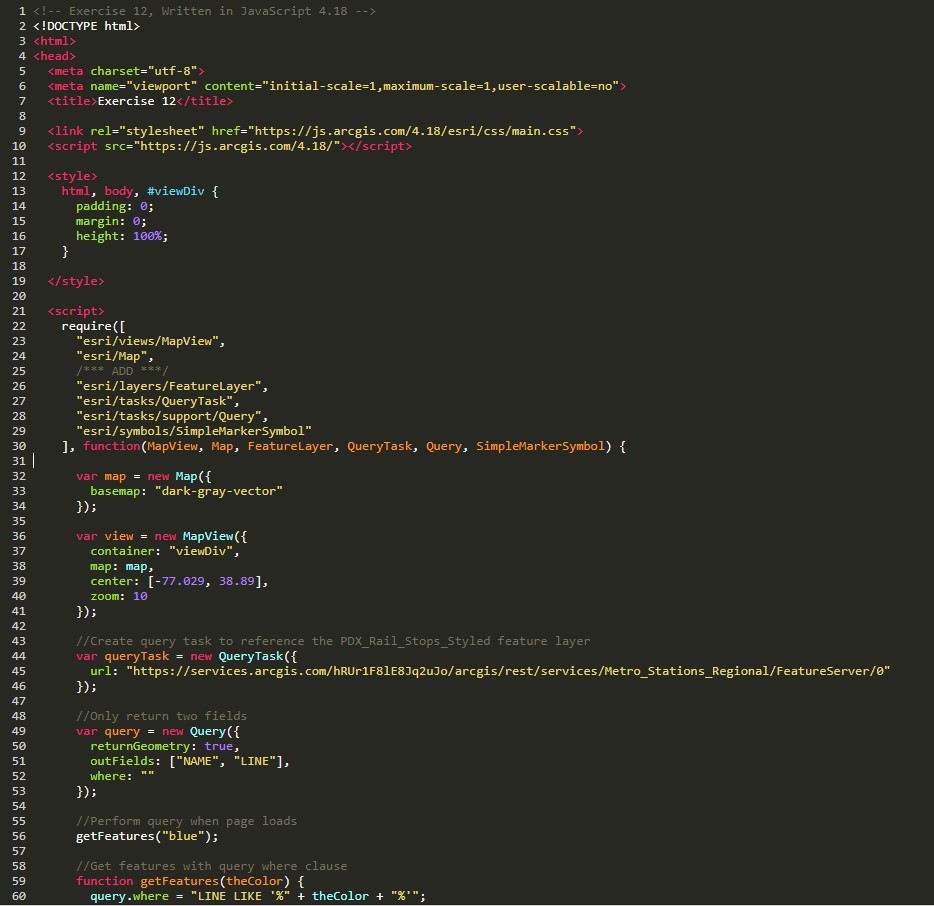 1 <!-- Exercise 12, Written in JavaScript 4.18 -->
2 <!DOCTYPE html>
3 <html>
4 <head>
5   <meta charset="utf-8">
6   <meta name="viewport" content="initial-scale=1,maximum-scale=1,user-scalable=no">
7   <title>Exercise 12</title>
8
9   <link rel="stylesheet" href="https://js.arcgis.com/4.18/esri/css/main.css">
10   <script src="https://js.arcgis.com/4.18/"></script>
11
12   <style>
13     html, body, #viewDiv {
14       padding: 0;
15       margin: 0;
16       height: 100%;
17     }
18
19   </style>
20
21   <script>
22     require([
23       "esri/views/MapView",
24       "esri/Map",
25       /*** ADD ***/
26       "esri/layers/FeatureLayer",
27       "esri/tasks/QueryTask",
28       "esri/tasks/support/Query",
29       "esri/symbols/SimpleMarkerSymbol"
30     ], function(MapView, Map, FeatureLayer, QueryTask, Query, SimpleMarkerSymbol) {
31
32       var map = new Map({
33         basemap: "dark-gray-vector"
34       });
35
36       var view = new MapView({
37         container: "viewDiv",
38         map: map,
39         center: [-77.029, 38.89],
40         zoom: 10
41       });
42
43       //Create query task to reference the PDX_Rail_Stops_Styled feature layer
44       var queryTask = new QueryTask({
45         url: "https://services.arcgis.com/hRUr1F8lE8Jq2uJo/arcgis/rest/services/Metro_Stations_Regional/FeatureServer/0"
46       });
47
48       //Only return two fields
49       var query = new Query({
50         returnGeometry: true,
51         outFields: ["NAME", "LINE"],
52         where: ""
53       });
54
55       //Perform query when page loads
56       getFeatures("blue");
57
58       //Get features with query where clause
59       function getFeatures(theColor) {
60         query.where = "LINE LIKE '%" + theColor + "%'";